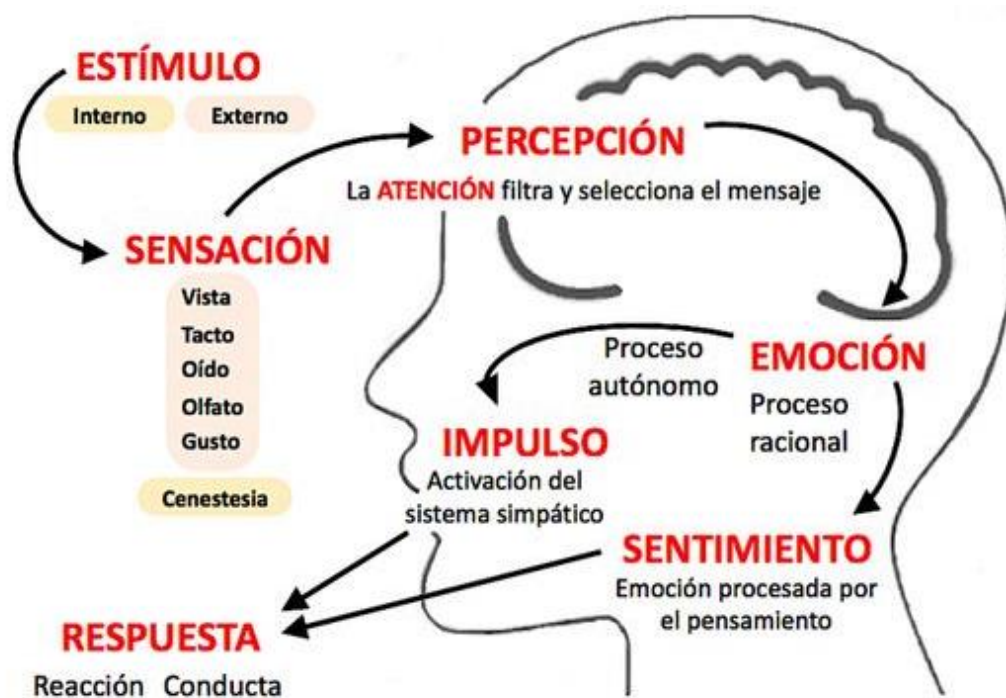 ESTÍMULO
Interno Externo
PERCEPCIÓN
La ATENCIÓN filtra y selecciona el mensaje
SENSACIÓN
Vista
Tacto
Oído
Olfato
Gusto
Cenestesia
EMOCIÓN
Proceso
autónomo
Proceso
racional
IMPULSO
Activación del
sistema simpático
SENTIMIENTO
Emoción procesada por
el pensamiento
RESPUESTA
Reacción Conducta